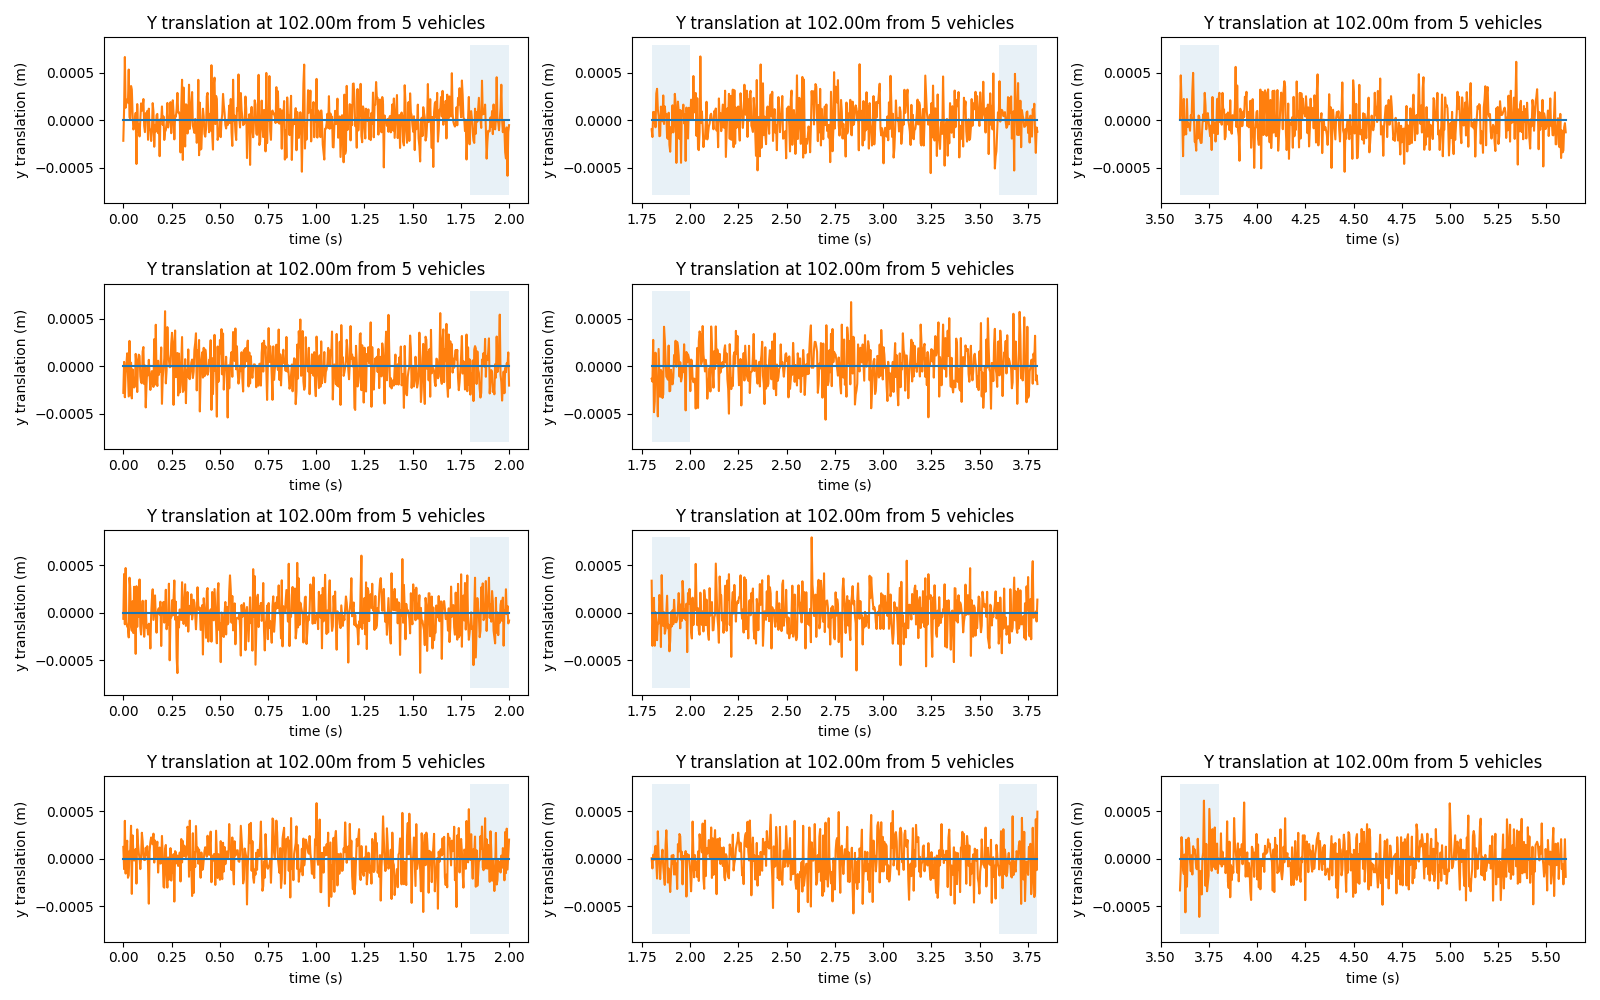 Y translation at 102.00m from 5 vehicles
y translation (m)
0.0005
0.0000
−0.0005
0.00 0.25 0.50 0.75 1.00 1.25 1.50 1.75 2.00
time (s)
Y translation at 102.00m from 5 vehicles
y translation (m)
0.0005
0.0000
−0.0005
1.75 2.00 2.25 2.50 2.75 3.00 3.25 3.50 3.75
time (s)
Y translation at 102.00m from 5 vehicles
y translation (m)
0.0005
0.0000
−0.0005
3.50 3.75 4.00 4.25 4.50 4.75 5.00 5.25 5.50
time (s)
Y translation at 102.00m from 5 vehicles
y translation (m)
0.0005
0.0000
−0.0005
0.00 0.25 0.50 0.75 1.00 1.25 1.50 1.75 2.00
time (s)
Y translation at 102.00m from 5 vehicles
y translation (m)
0.0005
0.0000
−0.0005
1.75 2.00 2.25 2.50 2.75 3.00 3.25 3.50 3.75
time (s)
Y translation at 102.00m from 5 vehicles
y translation (m)
0.0005
0.0000
−0.0005
0.00 0.25 0.50 0.75 1.00 1.25 1.50 1.75 2.00
time (s)
Y translation at 102.00m from 5 vehicles
y translation (m)
0.0005
0.0000
−0.0005
1.75 2.00 2.25 2.50 2.75 3.00 3.25 3.50 3.75
time (s)
Y translation at 102.00m from 5 vehicles
y translation (m)
0.0005
0.0000
−0.0005
0.00 0.25 0.50 0.75 1.00 1.25 1.50 1.75 2.00
time (s)
Y translation at 102.00m from 5 vehicles
y translation (m)
0.0005
0.0000
−0.0005
1.75 2.00 2.25 2.50 2.75 3.00 3.25 3.50 3.75
time (s)
Y translation at 102.00m from 5 vehicles
y translation (m)
0.0005
0.0000
−0.0005
3.50 3.75 4.00 4.25 4.50 4.75 5.00 5.25 5.50
time (s)